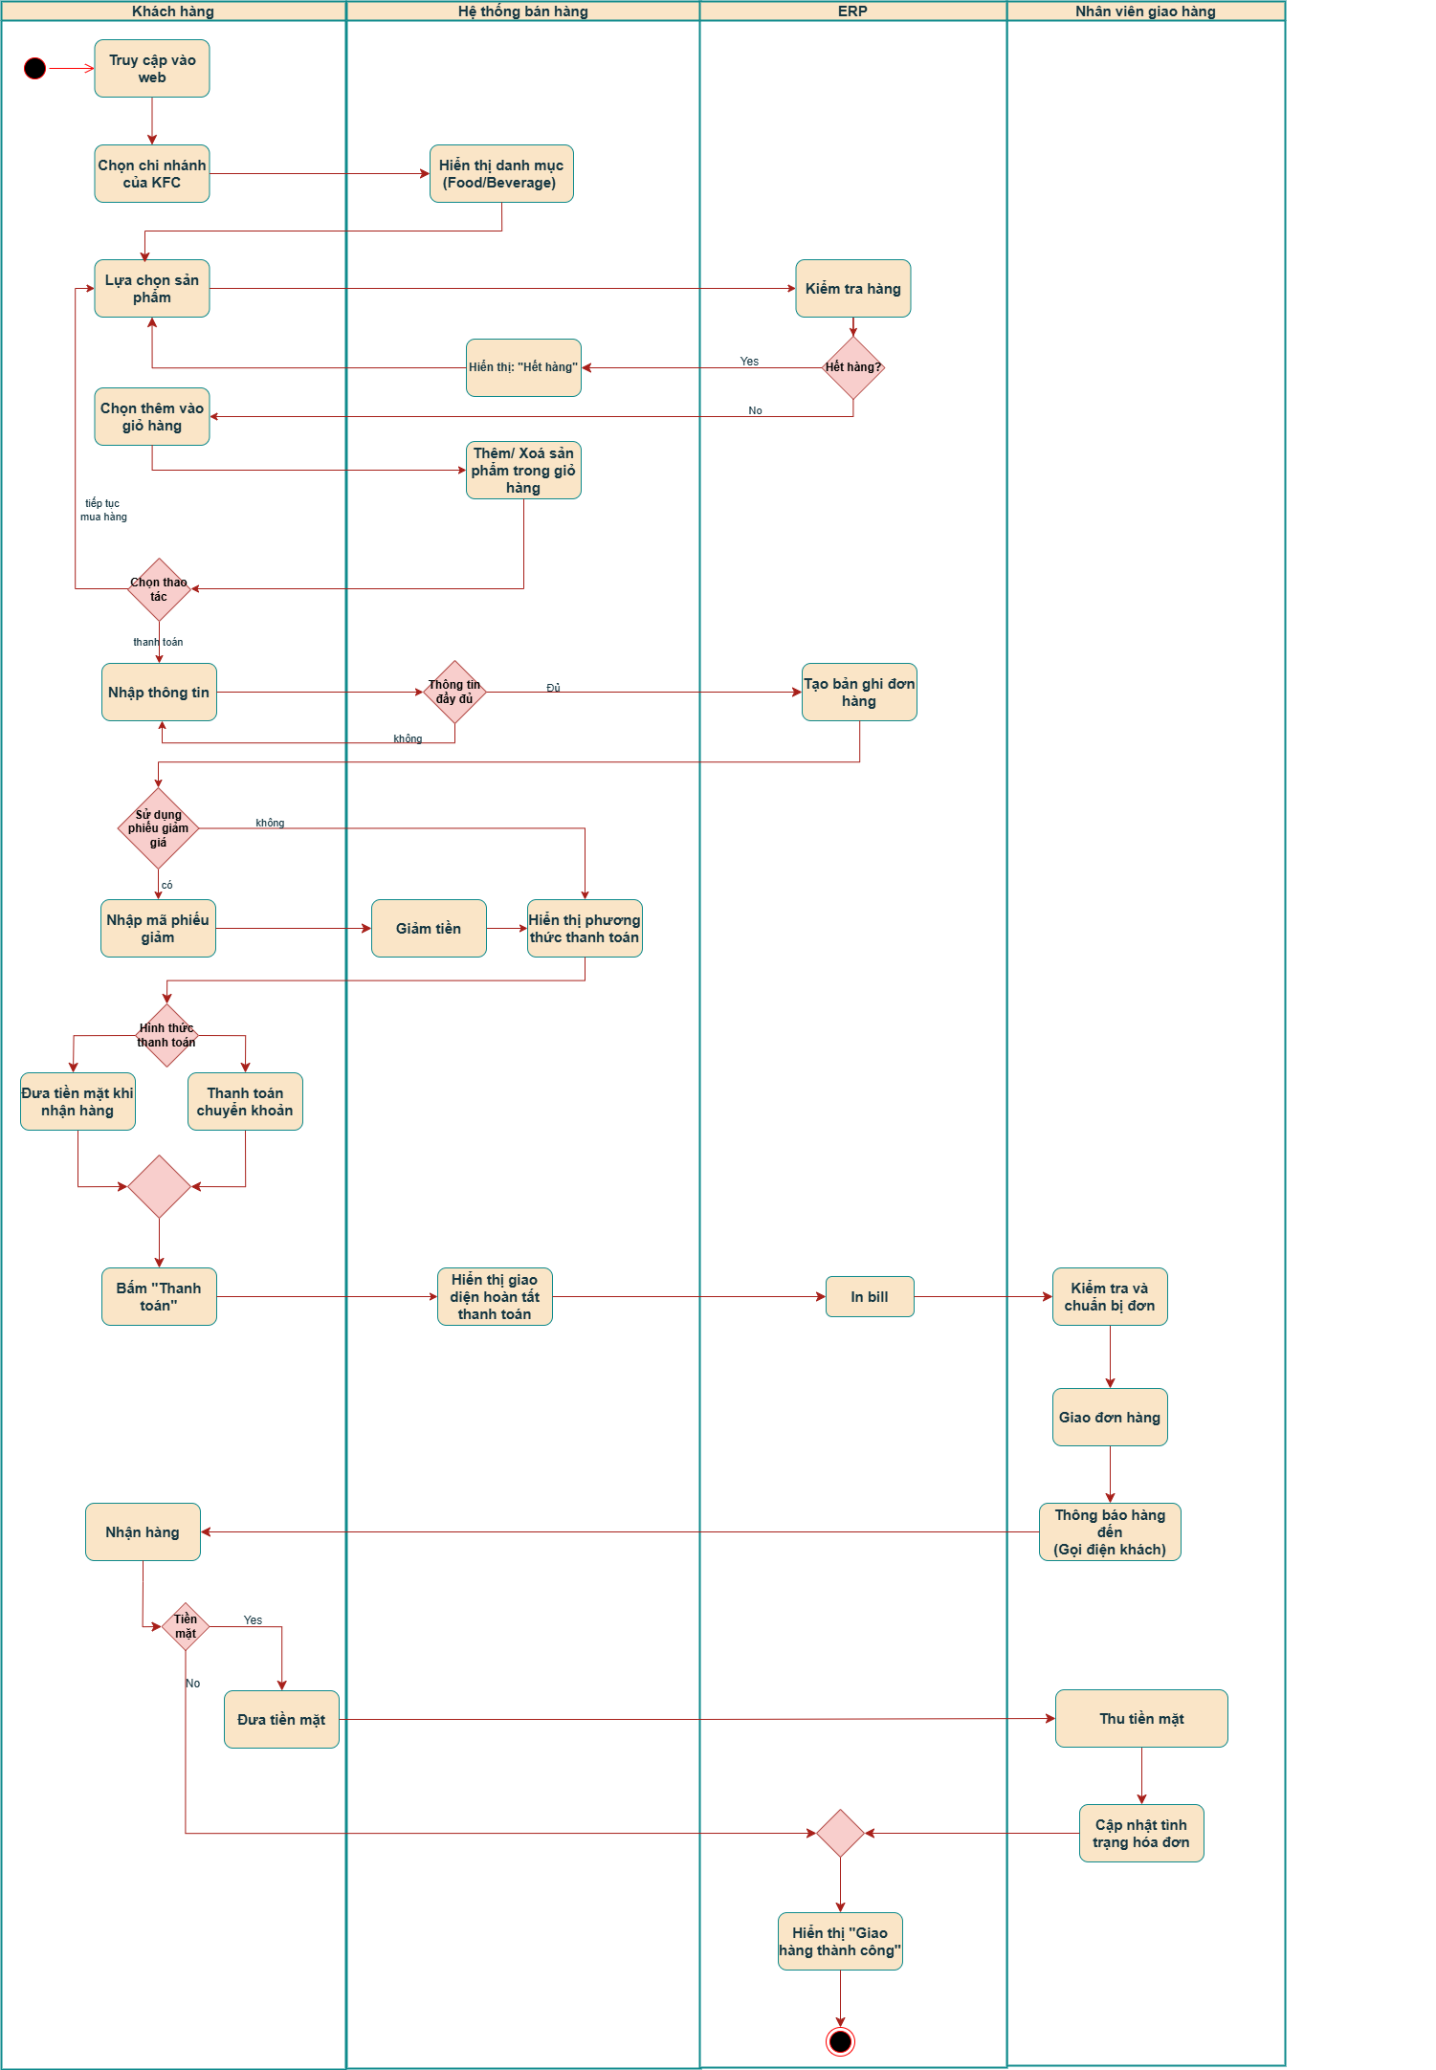 Khách hàng
Hệ thống bán hàng
ERP
Nhân viên giao hàng
Truy cập vào
web
Chọn chi nhánh
của KFC
Hiển thị danh mục
(Food/Beverage)
Lựa chọn sản
phẩm
Kiểm tra hàng
Hiển thị: "Hết hàng"
Yes
Hết hàng?
Chọn thêm vào
giỏ hàng
No
Thêm/ Xoá sản
phẩm trong giỏ
hàng
tiếp tục
mua hàng
Chọn thao
tác
thanh toán
Nhập thông tin
Thông tin
đầy đủ
Đủ
Tạo bản ghi đơn
hàng
không
Sử dụng
phiếu giảm
giá
không
có
Nhập mã phiếu
giảm
Giảm tiền
Hiển thị phương
thức thanh toán
Hình thức
thanh toán
Đưa tiền mặt khi
nhận hàng
Thanh toán
chuyển khoản
Bấm "Thanh
toán"
Hiển thị giao
diện hoàn tất
thanh toán
In bill
Kiểm tra và
chuẩn bị đơn
Giao đơn hàng
Nhận hàng
Thông báo hàng
đến
(Gọi điện khách)
Tiền
mặt
Yes
No
Đưa tiền mặt
Thu tiền mặt
Cập nhật tình
trạng hóa đơn
Hiển thị "Giao
hàng thành công"